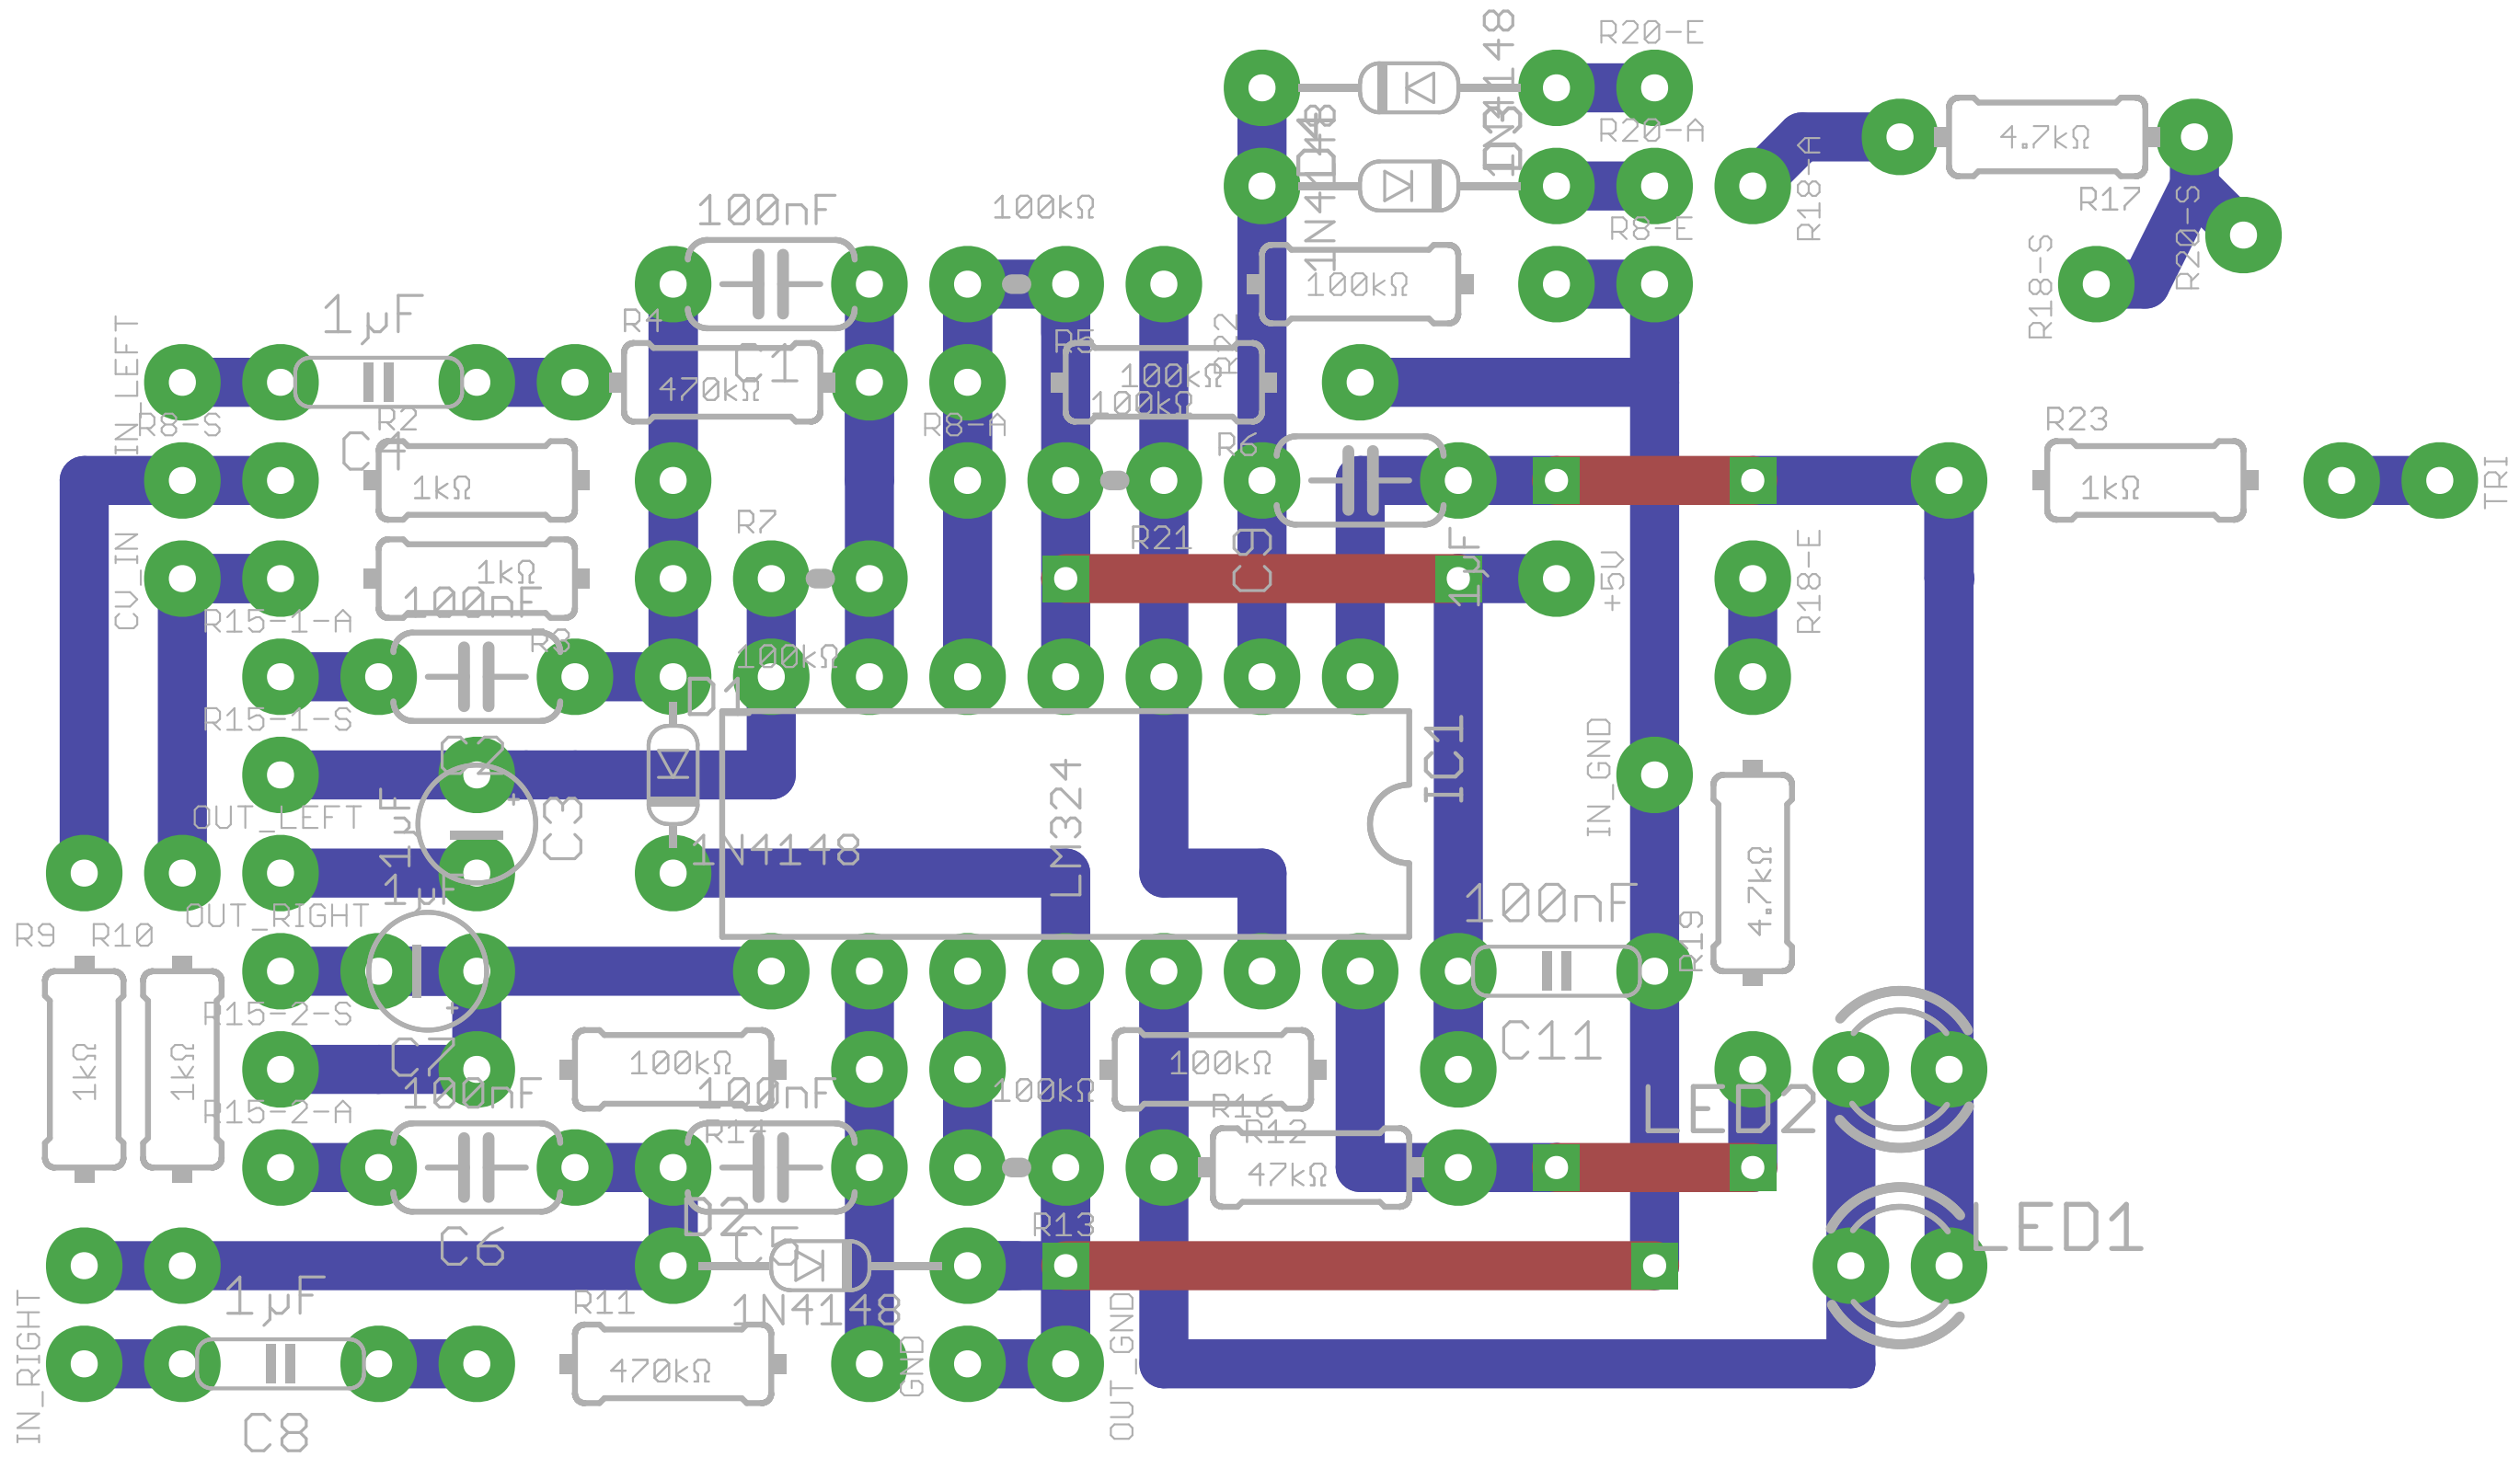 R20-E
1N4148
D4
D3
1N4148
R20-A
R18-A
4.7kΩ
R17
R20-S
R18-S
R8-E
100nF
100kΩ
100kΩ
1µF
IN_LEFT
R4
R5
R22
C1
470kΩ
100kΩ
100kΩ
R8-S
R2
C4
R8-A
R6
R23
1kΩ
1kΩ
TRI
R7
R21
C9
1µF
+5V
R18-E
CV_IN
1kΩ
100nF
R15-1-A
R3
100kΩ
D1
R15-1-S
C2
IC1
IN_GND
LM324
OUT_LEFT
1µF
C3
1N4148
4.7kΩ
1µF
100nF
R19
OUT_RIGHT
R9
R10
R15-2-S
C7
C11
1kΩ
1kΩ
100kΩ
100kΩ
100nF
100nF
100kΩ
LED2
R15-2-A
R14
R16
R12
47kΩ
D2
R13
LED1
C6
C5
1µF
R11
1N4148
IN_RIGHT
470kΩ
GND
OUT_GND
C8